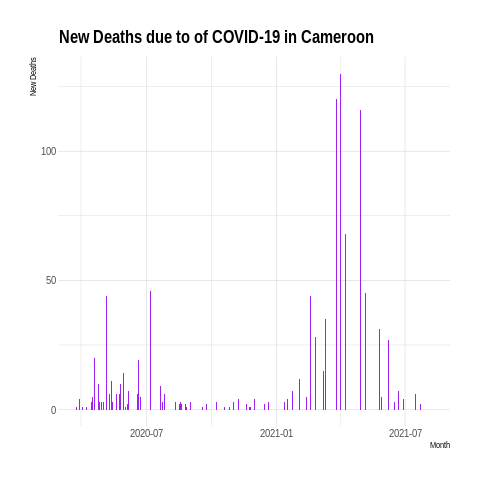 New Deaths due to of COVID-19 in Cameroon
New Deaths
100
50
0
2020-07
2021-01
2021-07
Month